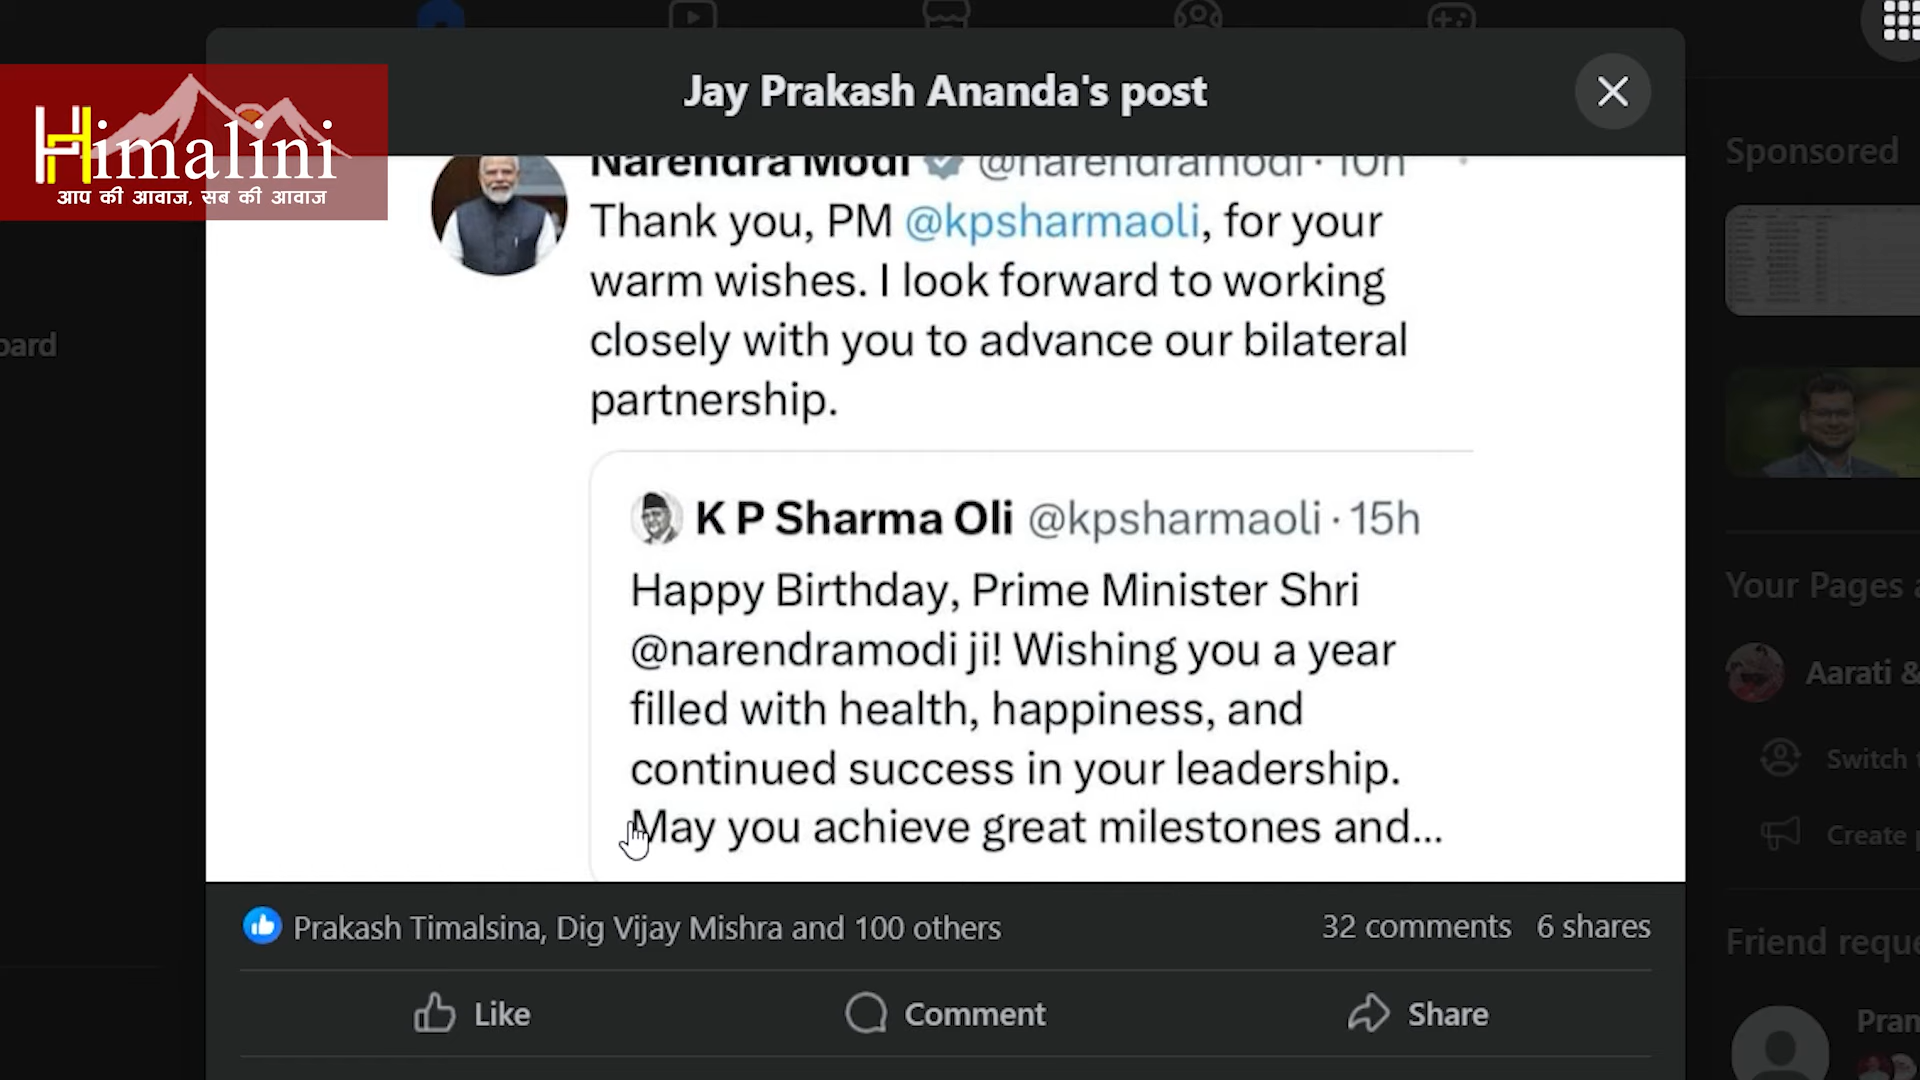 Jay Prakash Ananda's post
Himalini
आप की आवाज, सब की आवाज
Narendra Modi @narendramodi · 10h
Thank you, PM @kpsharmaoli, for your
warm wishes. I look forward to working
closely with you to advance our bilateral
partnership.
K P Sharma Oli @kpsharmaoli · 15h
Happy Birthday, Prime Minister Shri
@narendramodi ji! Wishing you a year
filled with health, happiness, and
continued success in your leadership.
May you achieve great milestones and...
Prakash Timalsina, Dig Vijay Mishra and 100 others
32 comments 6 shares
Like Comment Share
Sponsored
Your Pages
Aarati &
Switch
Create
Friend